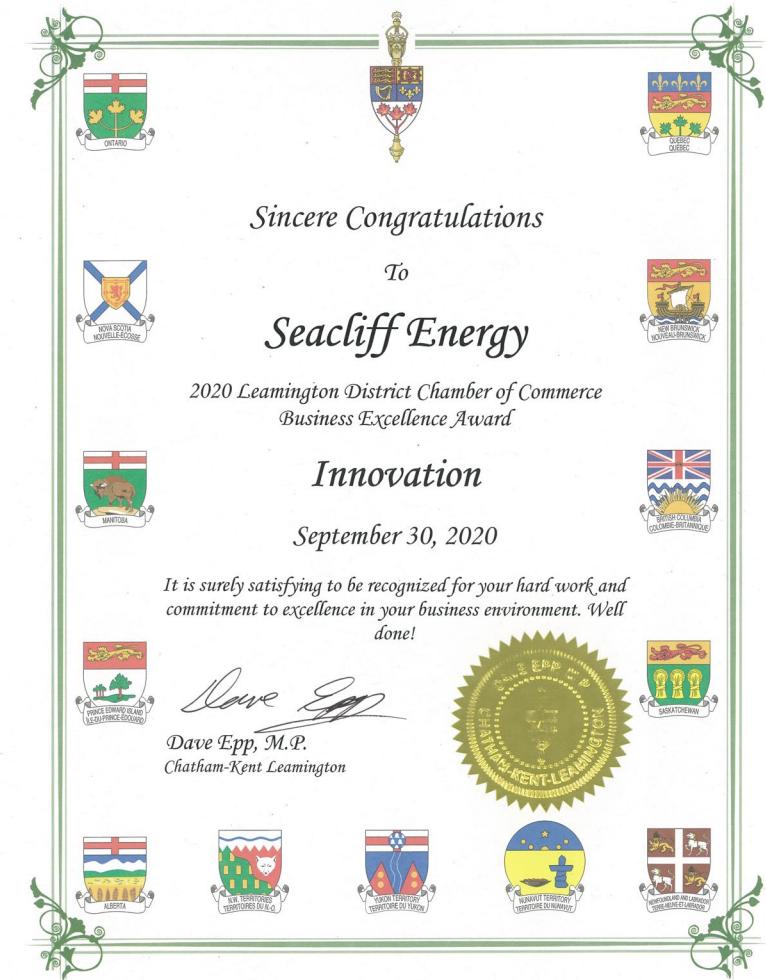 ONTARIO
QUEBEC
QUÉBEC
Sincere Congratulations
To
Seacliff Energy
NOVA SCOTIA
NOUVELLE-ÉCOSSE
NEW BRUNSWICK
NOUVEAU-BRUNSWICK
2020 Leamington District Chamber of Commerce
Business Excellence Award
Innovation
MANITOBA
BRITISH COLUMBIA
COLOMBIE-BRITANNIQUE
September 30, 2020
It is surely satisfying to be recognized for your hard work and
commitment to excellence in your business environment. Well
done!
PRINCE EDWARD ISLAND
ÎLE-DU-PRINCE-ÉDOUARD
SASKATCHEWAN
Dave Epp
Dave Epp, M.P.
Chatham-Kent Leamington
DAVE EPP M P
CHATHAM-KENT-LEAMINGTON
ALBERTA
N.W. TERRITORIES
TERRITOIRES DU N.-O.
YUKON TERRITORY
TERRITOIRE DU YUKON
NUNAVUT TERRITORY
TERRITOIRE DU NUNAVUT
NEWFOUNDLAND AND LABRADOR
TERRE-NEUVE-ET-LABRADOR